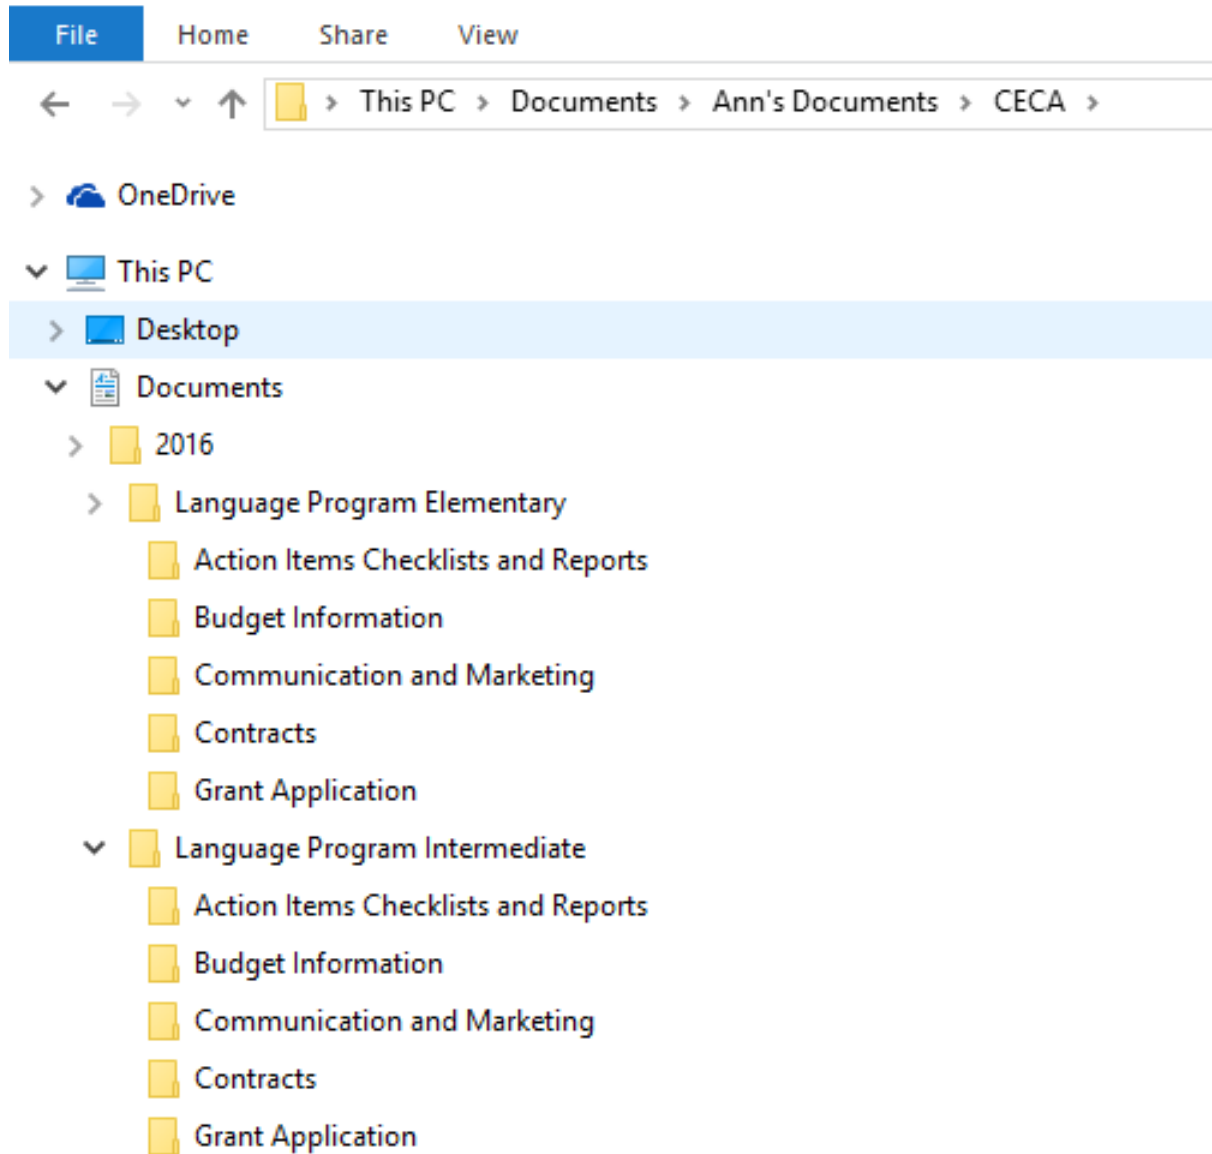 File Home Share View
This PC > Documents > Ann's Documents > CECA >
OneDrive
This PC
Desktop
Documents
2016
Language Program Elementary
Action Items Checklists and Reports
Budget Information
Communication and Marketing
Contracts
Grant Application
Language Program Intermediate
Action Items Checklists and Reports
Budget Information
Communication and Marketing
Contracts
Grant Application